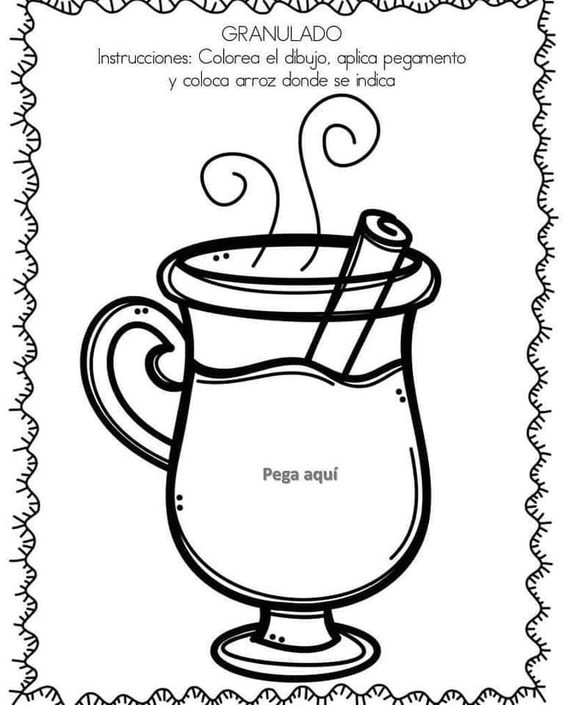 GRANULADO
Instrucciones: Colorea el dibujo, aplica pegamento
y coloca arroz donde se indica
Pega aquí